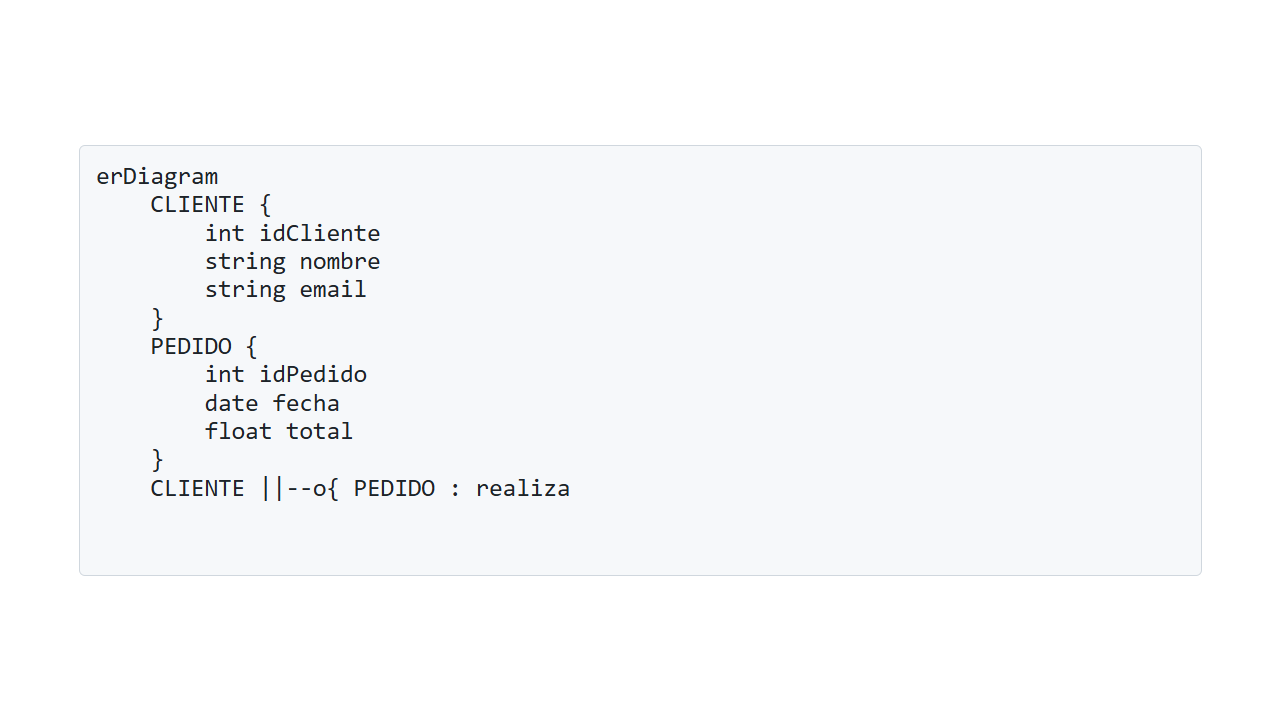 erDiagram
    CLIENTE {
        int idCliente
        string nombre
        string email
    }
    PEDIDO {
        int idPedido
        date fecha
        float total
    }
    CLIENTE ||--o{ PEDIDO : realiza